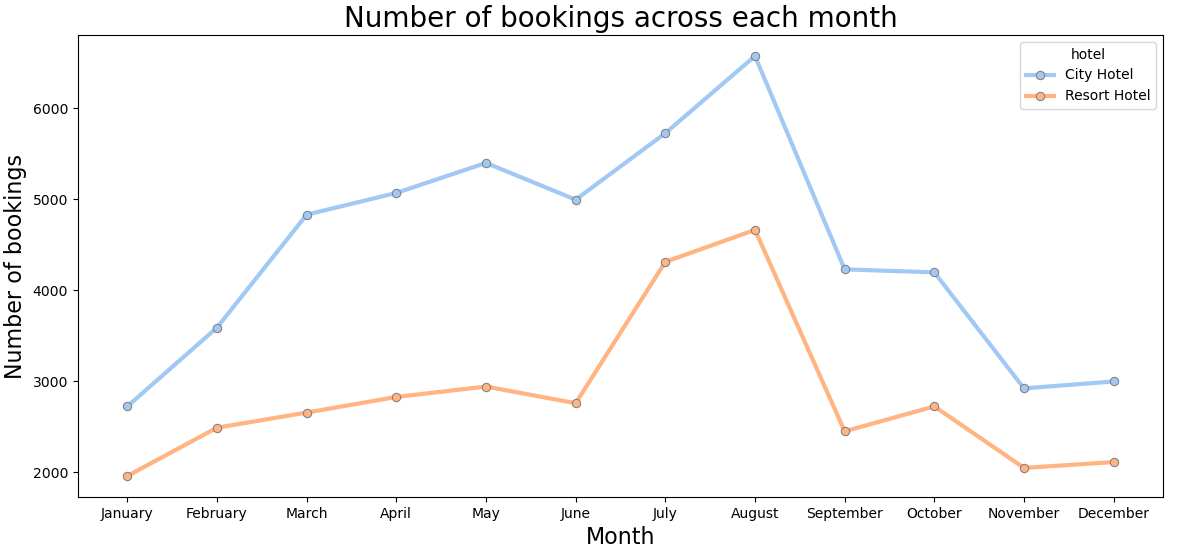 Number of bookings across each month
hotel
City Hotel
Resort Hotel
Number of bookings
6000
5000
4000
3000
2000
January February March April May June July August September October November December
Month